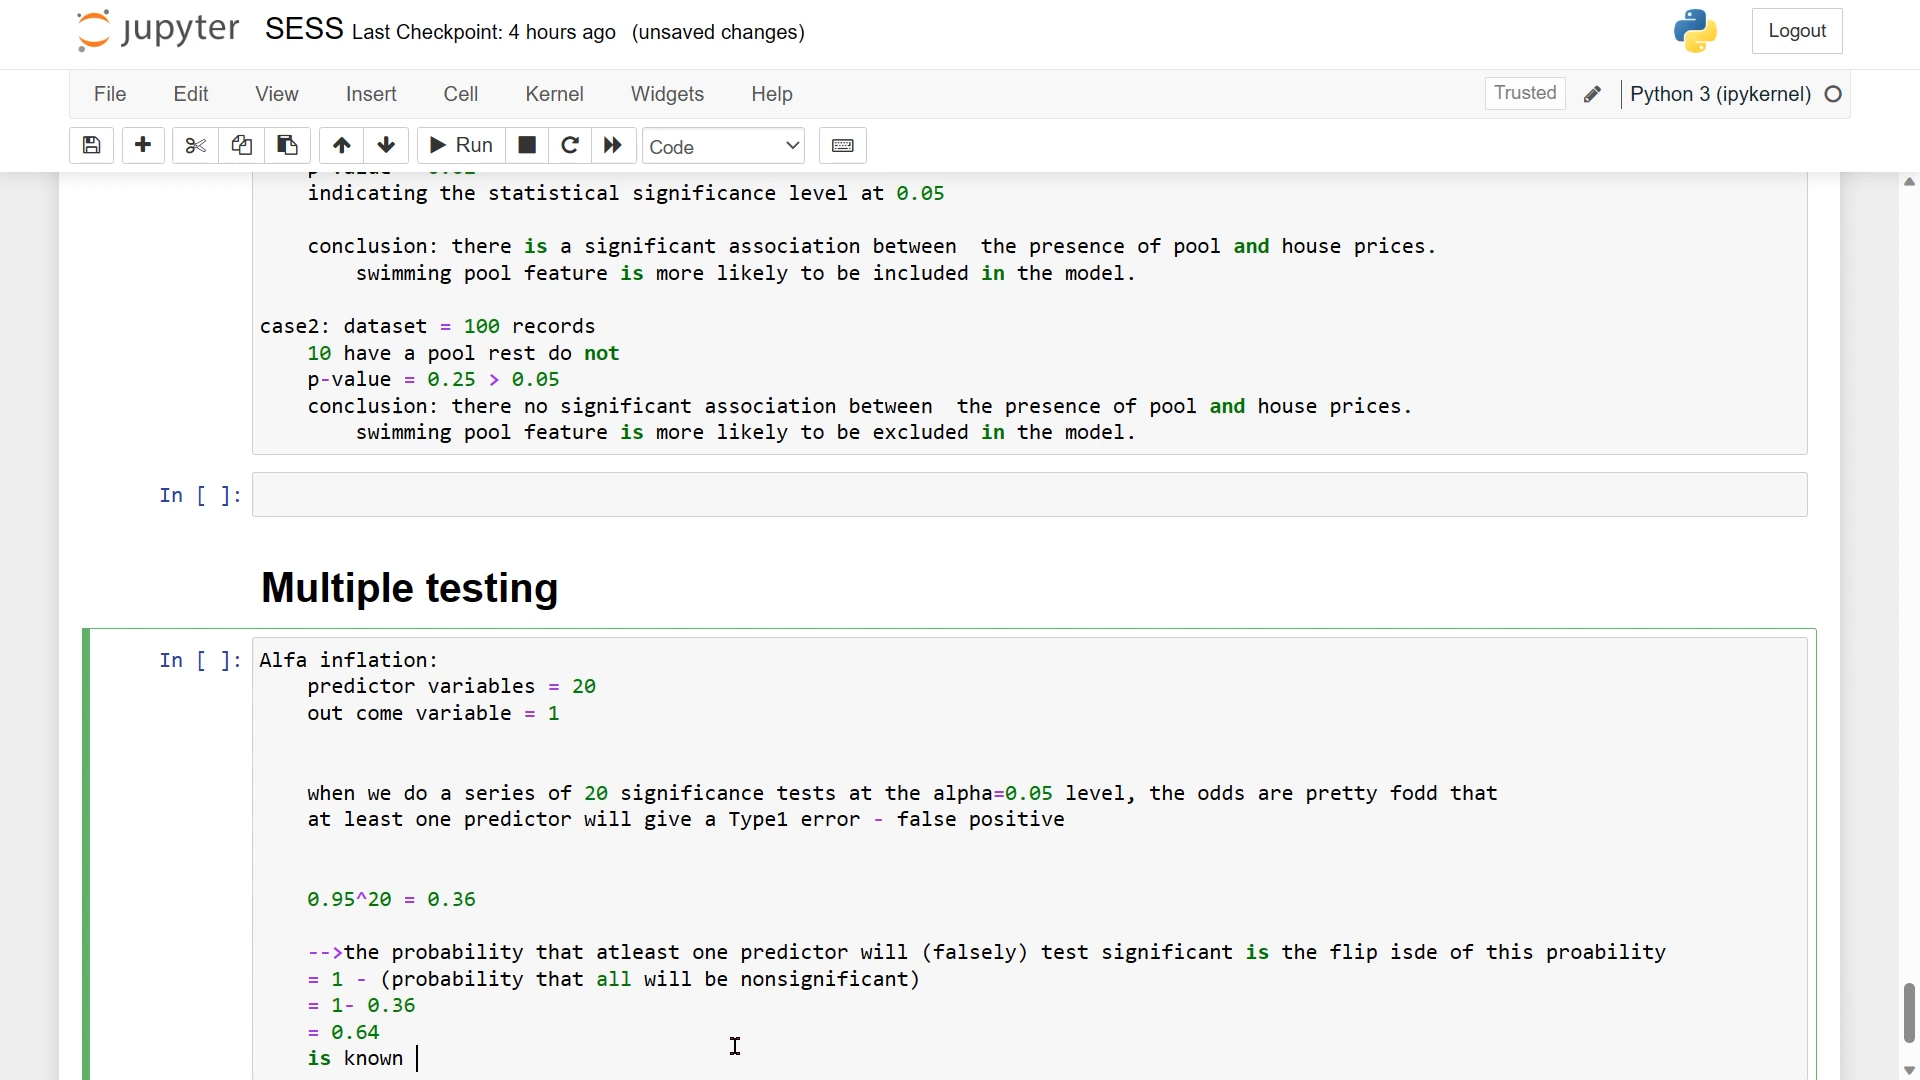 jupyter SESS Last Checkpoint: 4 hours ago (unsaved changes) Logout
File Edit View Insert Cell Kernel Widgets Help Trusted Python 3 (ipykernel)
Run Code
indicating the statistical significance level at 0.05
conclusion: there is a significant association between  the presence of pool and house prices.
swimming pool feature is more likely to be included in the model.
case2: dataset = 100 records
10 have a pool rest do not
p-value = 0.25 > 0.05
conclusion: there no significant association between  the presence of pool and house prices.
swimming pool feature is more likely to be excluded in the model.
In [ ]:
Multiple testing
In [ ]: Alfa inflation:
predictor variables = 20
out come variable = 1
when we do a series of 20 significance tests at the alpha=0.05 level, the odds are pretty fodd that
at least one predictor will give a Type1 error - false positive
0.95^20 = 0.36
-->the probability that atleast one predictor will (falsely) test significant is the flip isde of this proability
= 1 - (probability that all will be nonsignificant)
= 1- 0.36
= 0.64
is known